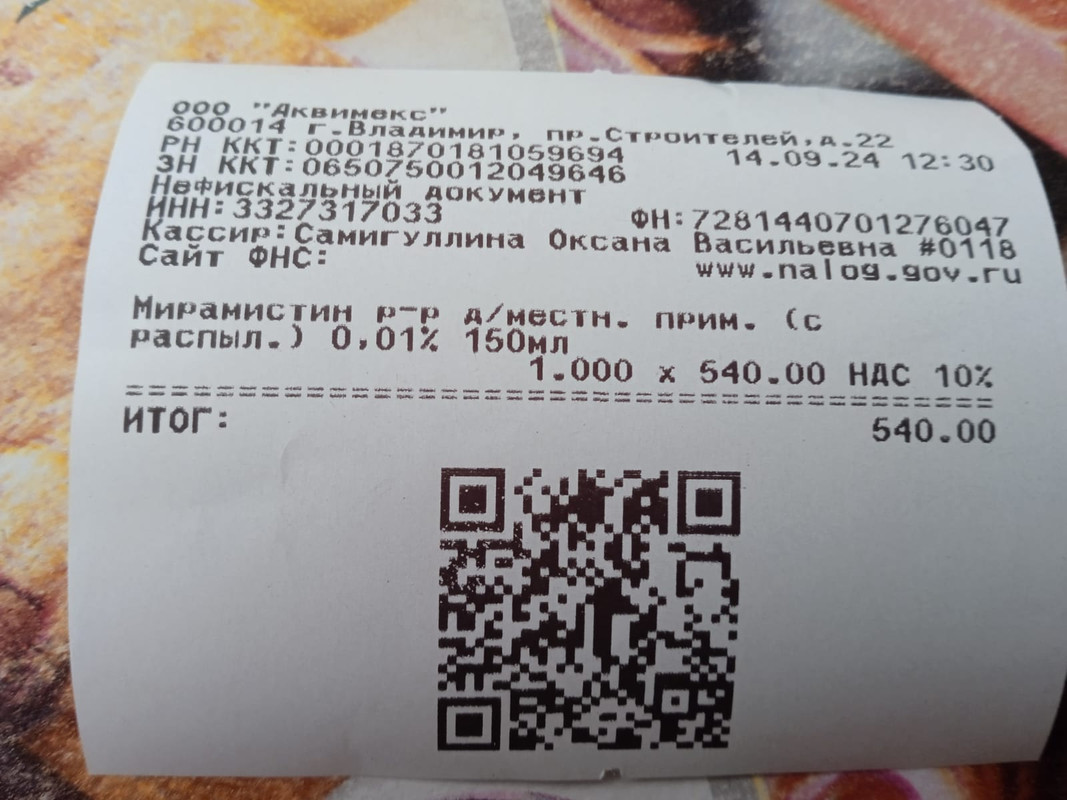 ООО "Аквимекс"
600014 г.Владимир, пр.Строителей,д.22
РН ККТ:0001870181059694 14.09.24 12:30
ЗН ККТ:0650750012049646
Нефискальный документ
ИНН:3327317033 ФН:7281440701276047
Кассир:Самигуллина Оксана Васильевна #0118
Сайт ФНС: www.nalog.gov.ru
Мирамистин р-р д/местн. прим. (с
распыл.) 0,01% 150мл
1.000 x 540.00 НДС 10%
ИТОГ: 540.00